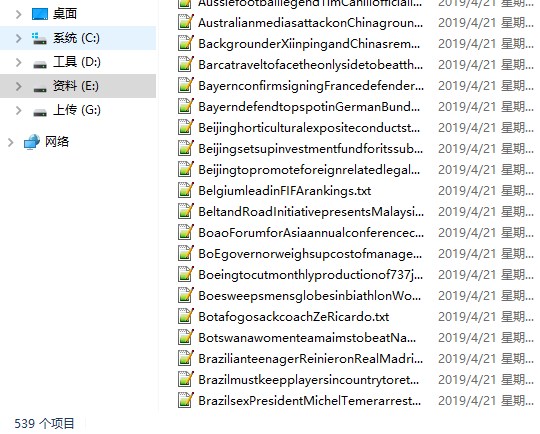 桌面
系统 (C:)
工具 (D:)
资料 (E:)
上传 (G:)
网络
AussiefootballlegendTimCahillofficiall... 2019/4/21 星期...
AustralianmediasattackonChinagroun... 2019/4/21 星期...
BackgrounderXiinpingandChinasrem... 2019/4/21 星期...
Barcatraveltofacetheonlysidetobeatth... 2019/4/21 星期...
BayernconfirmsigningFrancedefender... 2019/4/21 星期...
BayerndefendtopspotinGermanBund... 2019/4/21 星期...
Beijinghorticulturalexpositeconductst... 2019/4/21 星期...
Beijingsetsupinvestmentfundforitssub... 2019/4/21 星期...
Beijingtopromoteforeignrelatedlegal... 2019/4/21 星期...
BelgiumleadinFIFArankings.txt 2019/4/21 星期...
BeltandRoadInitiativepresentsMalaysi... 2019/4/21 星期...
BoaoForumforAsiaannualconferencec... 2019/4/21 星期...
BoEgovernorweighsupcostofmanage... 2019/4/21 星期...
Boeingtocutmonthlyproductionof737j... 2019/4/21 星期...
BoesweepsmensglobesinbiathlonWo... 2019/4/21 星期...
BotafogosackcoachZeRicardo.txt 2019/4/21 星期...
BotswanawomenteamaimstobeatNa... 2019/4/21 星期...
BrazilianteenagerReinieronRealMadri... 2019/4/21 星期...
Brazilmustkeepplayersincountrytoret... 2019/4/21 星期...
BrazilsexPresidentMichelTemerarrest... 2019/4/21 星期...
539 个项目